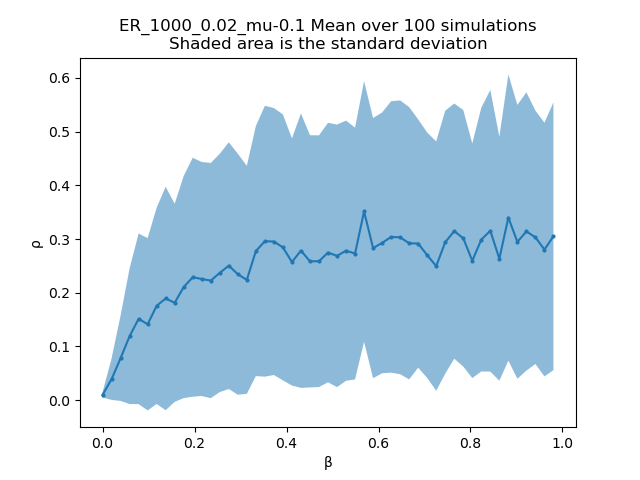 ER_1000_0.02_mu-0.1 Mean over 100 simulations
Shaded area is the standard deviation
0.6
0.5
0.4
0.3
0.2
0.1
0.0
ρ
0.0 0.2 0.4 0.6 0.8 1.0
β